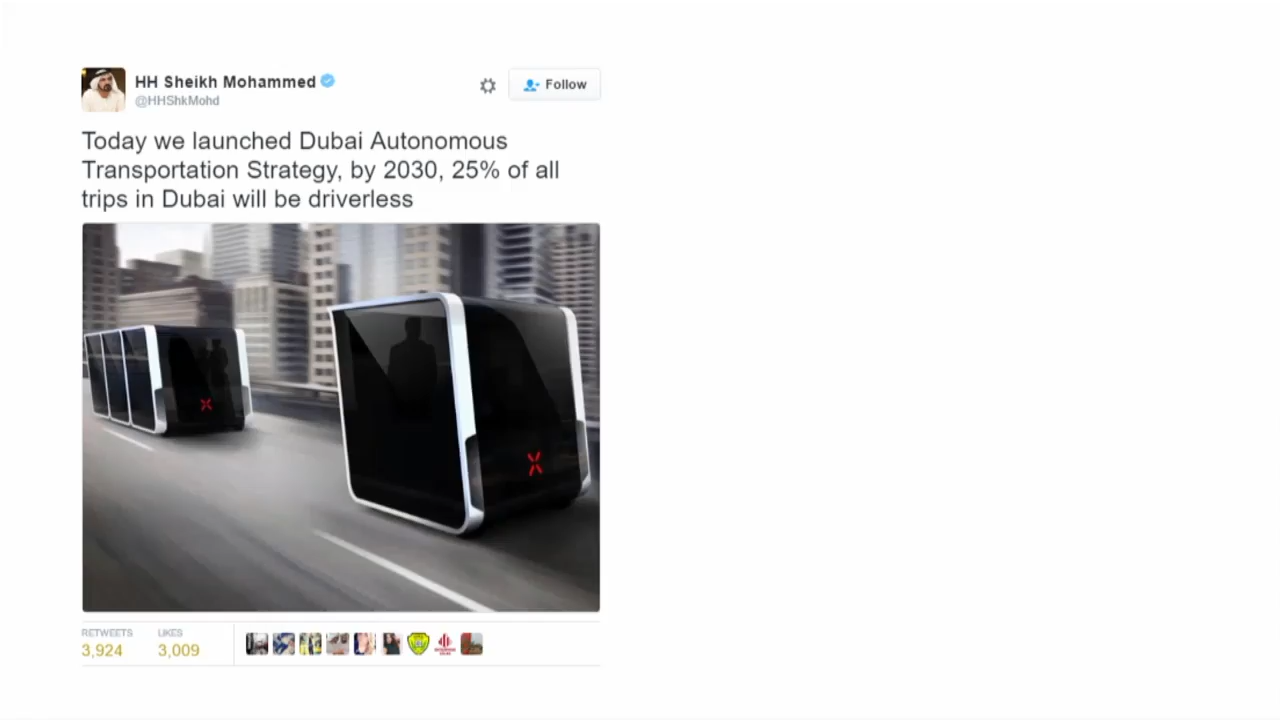 HH Sheikh Mohammed
@HHShkMohd
Follow
Today we launched Dubai Autonomous
Transportation Strategy, by 2030, 25% of all
trips in Dubai will be driverless
RETWEETS LIKES
3,924 3,009